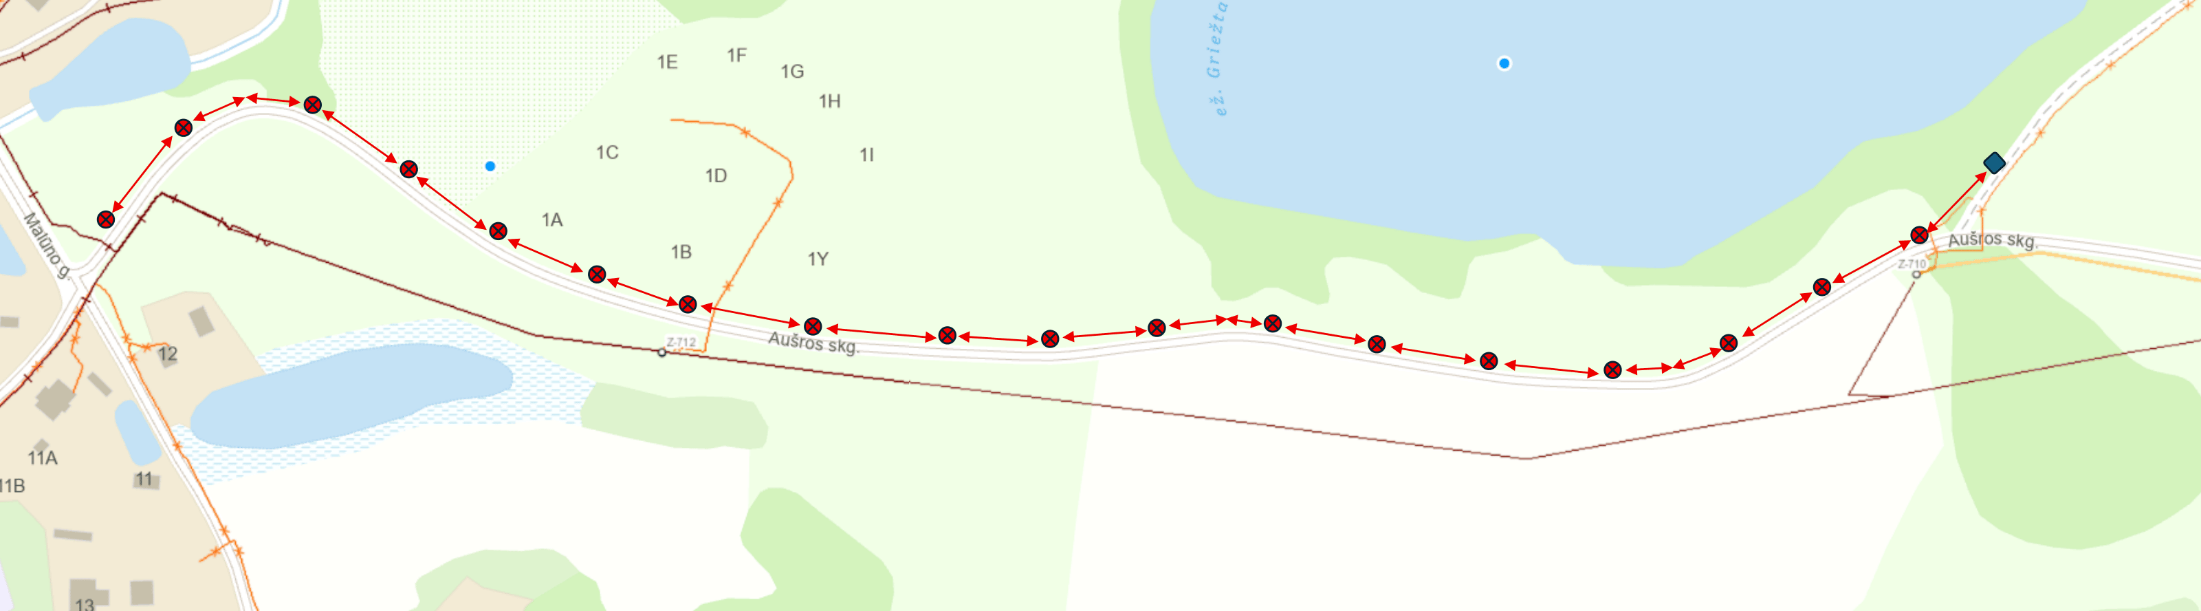 1E
1F
1G
1H
1C
1I
1D
1A
1B
1Y
ež. Griežta
Malūno g.
Aušros skg.
Z-710
Z-712
Aušros skg.
12
11A
11
11B
13